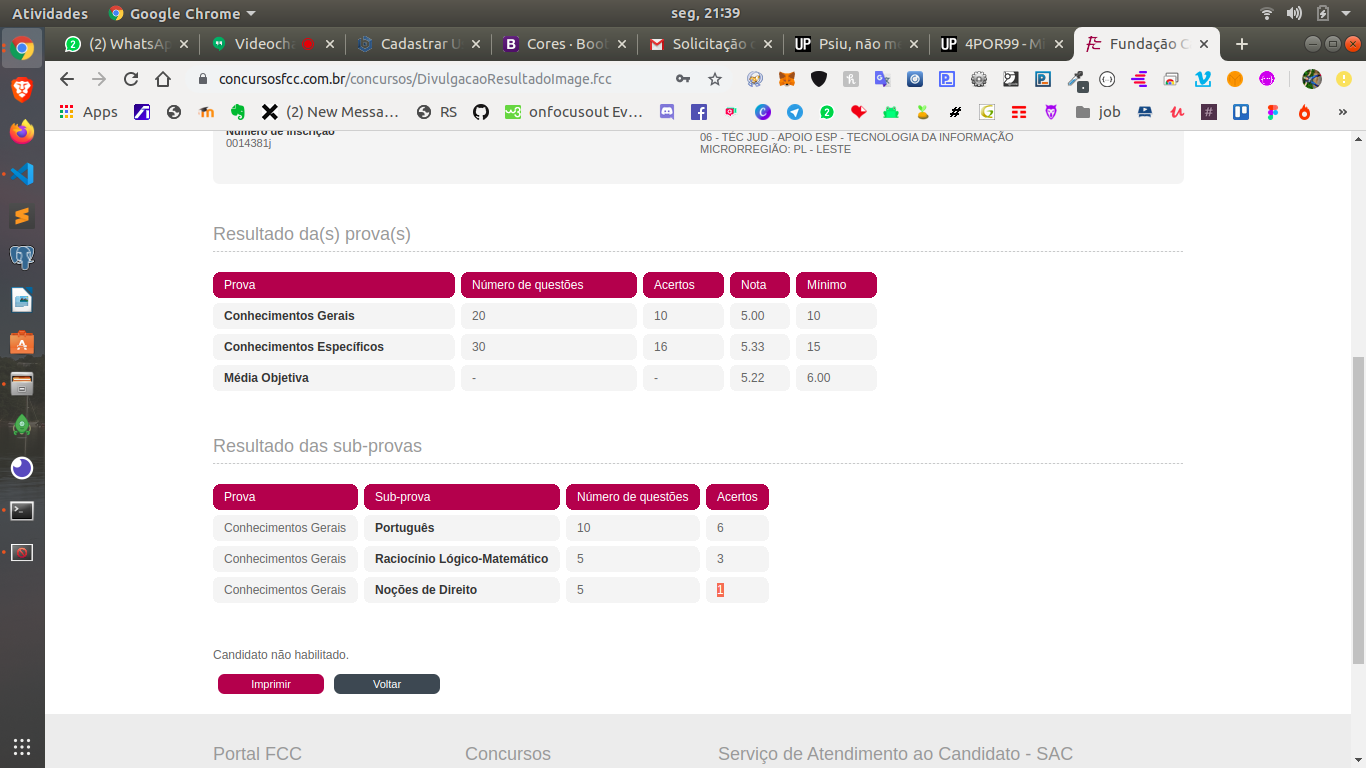 Atividades Google Chrome seg, 21:39
(2) WhatsAp Videocha Cadastrar U Cores · Boot Solicitação Psiu, não m 4POR99 - Mi Fundação C
concursosfcc.com.br/concursos/DivulgacaoResultadoImage.fcc
Apps (2) New Messa… RS onfocusout Ev… job »
Número de Inscrição
0014381j
06 - TÉC JUD - APOIO ESP - TECNOLOGIA DA INFORMAÇÃO
MICRORREGIÃO: PL - LESTE
Resultado da(s) prova(s)
Prova Número de questões Acertos Nota Mínimo
Conhecimentos Gerais 20 10 5.00 10
Conhecimentos Específicos 30 16 5.33 15
Média Objetiva - - 5.22 6.00
Resultado das sub-provas
Prova Sub-prova Número de questões Acertos
Conhecimentos Gerais Português 10 6
Conhecimentos Gerais Raciocínio Lógico-Matemático 5 3
Conhecimentos Gerais Noções de Direito 5 1
Candidato não habilitado.
Imprimir Voltar
Portal FCC Concursos Serviço de Atendimento ao Candidato - SAC